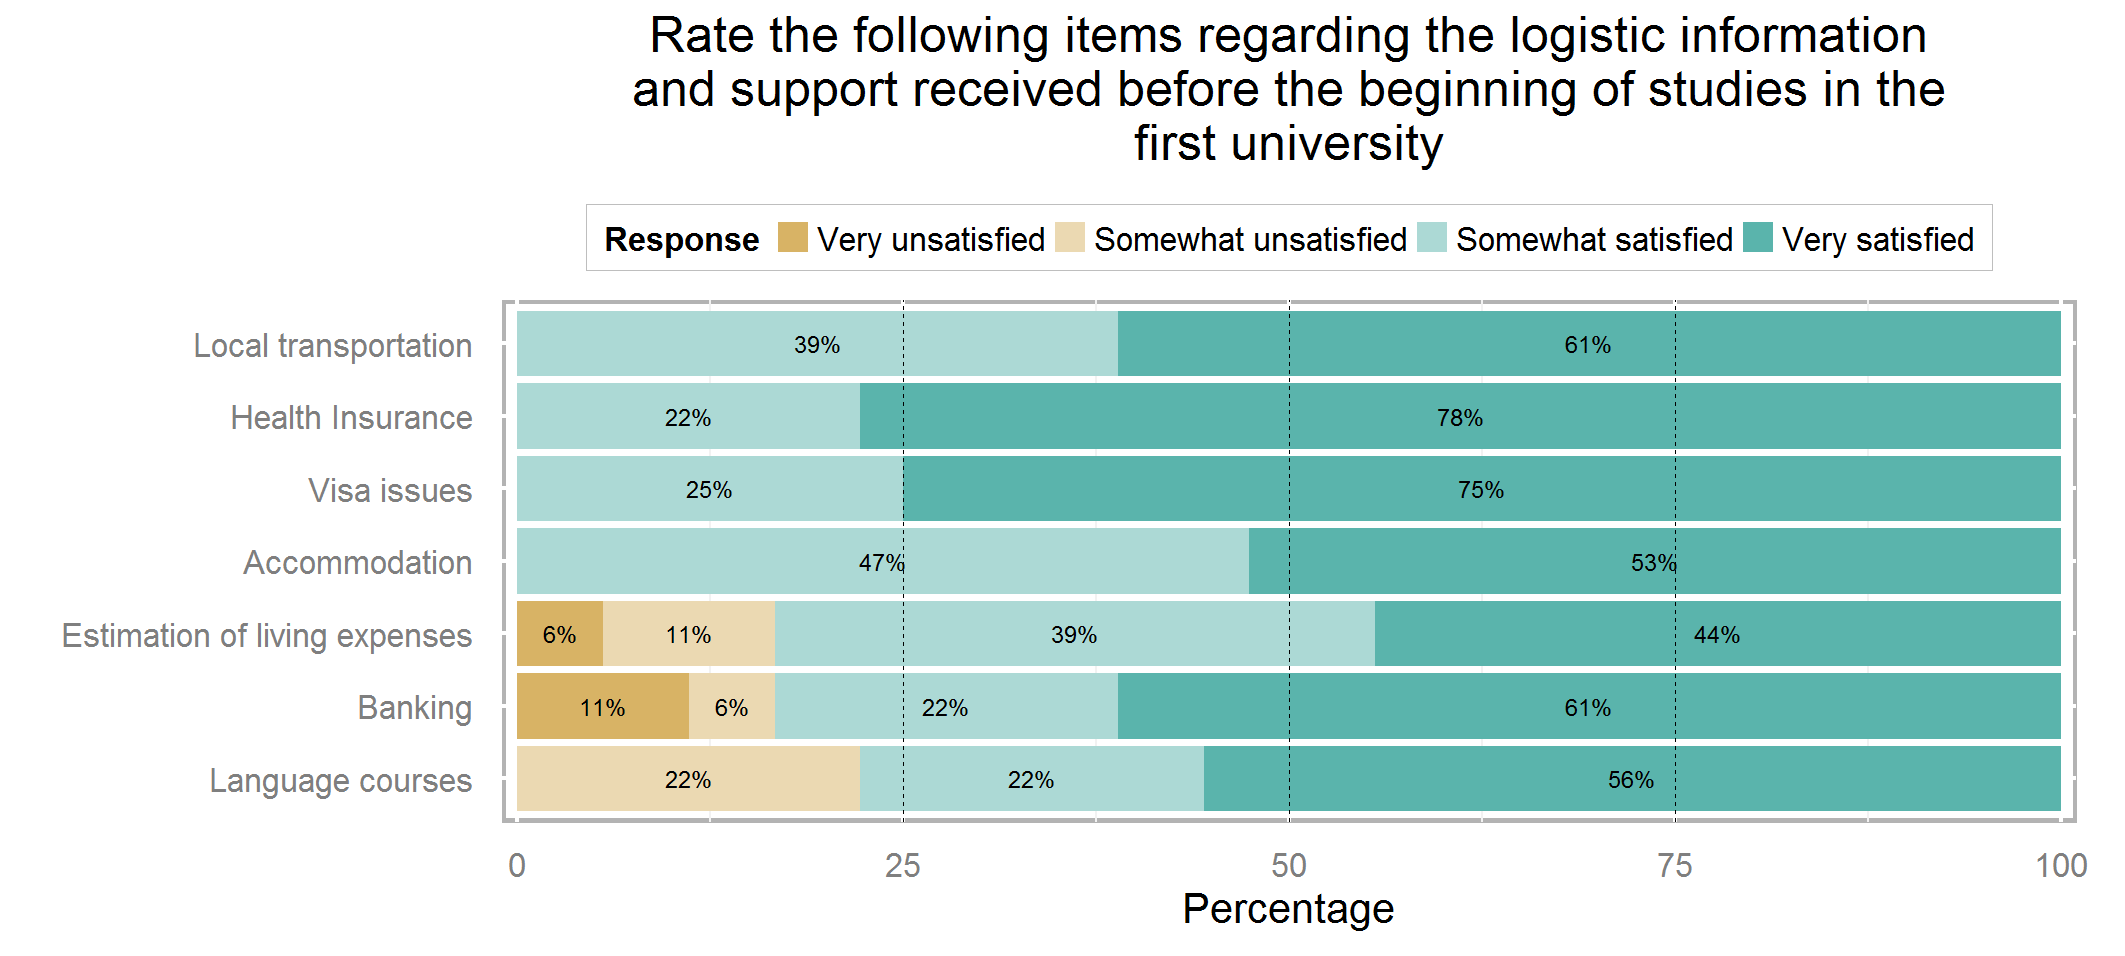 Rate the following items regarding the logistic information
and support received before the beginning of studies in the
first university
Response Very unsatisfied Somewhat unsatisfied Somewhat satisfied Very satisfied
Local transportation 39% 61%
Health Insurance 22% 78%
Visa issues 25% 75%
Accommodation 47% 53%
Estimation of living expenses 6% 11% 39% 44%
Banking 11% 6% 22% 61%
Language courses 22% 22% 56%
0 25 50 75 100
Percentage